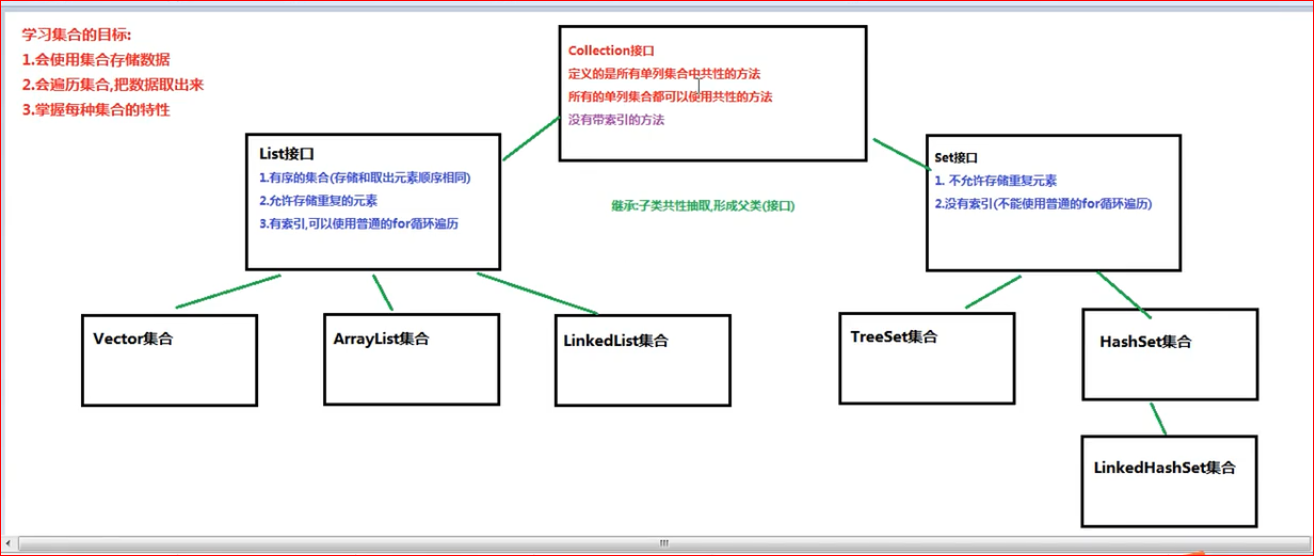 学习集合的目标:
1.会使用集合存储数据
2.会遍历集合,把数据取出来
3.掌握每种集合的特性
Collection接口
定义的是所有单列集合中共性的方法
所有的单列集合都可以使用共性的方法
没有带索引的方法
List接口
1.有序的集合(存储和取出元素顺序相同)
2.允许存储重复的元素
3.有索引,可以使用普通的for循环遍历
继承:子类共性抽取,形成父类(接口)
Set接口
1. 不允许存储重复元素
2.没有索引(不能使用普通的for循环遍历)
Vector集合
ArrayList集合
LinkedList集合
TreeSet集合
HashSet集合
LinkedHashSet集合